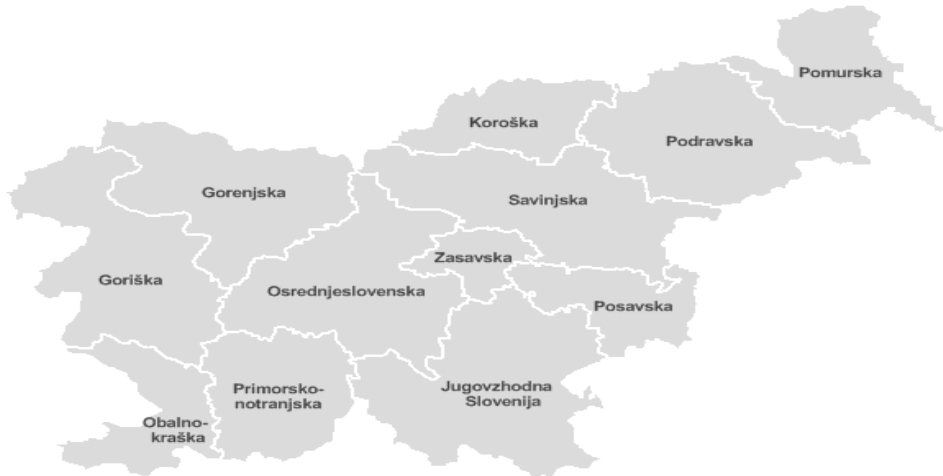 Pomurska
Koroška
Podravska
Gorenjska
Savinjska
Zasavska
Goriška
Osrednjeslovenska
Posavska
Primorsko-
notranjska
Jugovzhodna
Slovenija
Obalno-
kraška